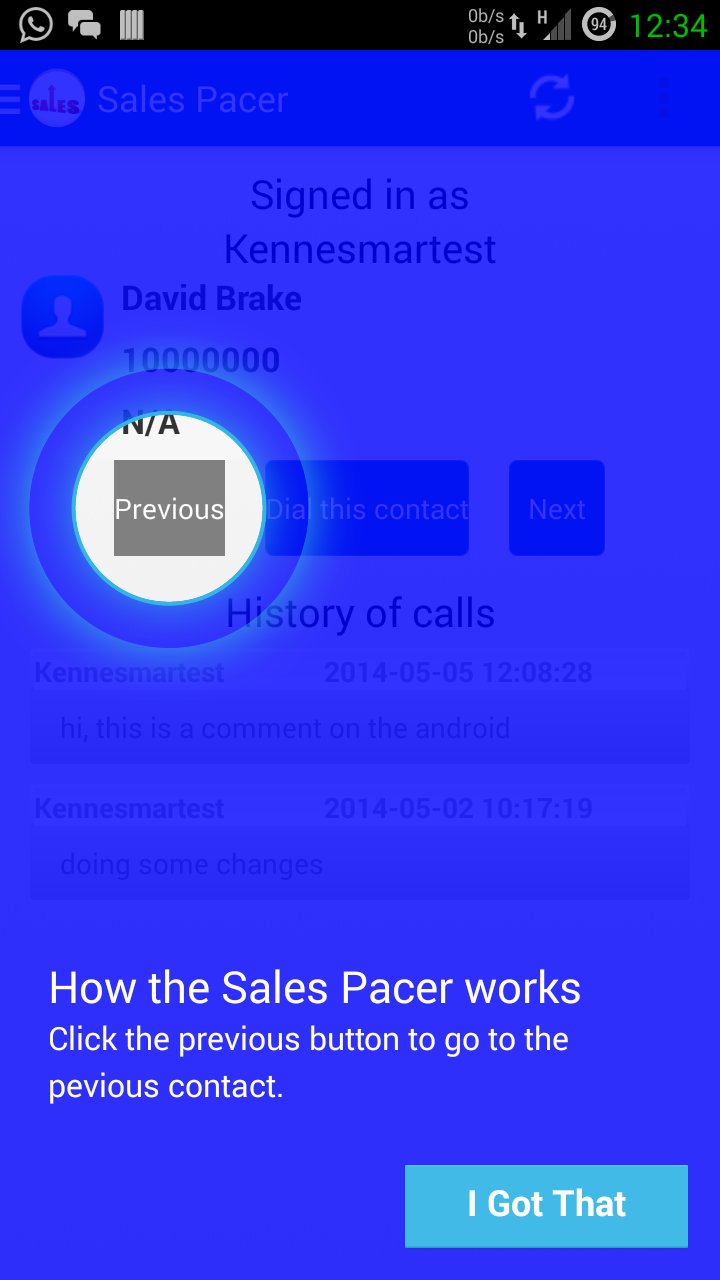 0b/s
0b/s
H
94
12:34
SALES
Sales Pacer
Signed in as
Kennesmartest
David Brake
10000000
N/A
Previous
Dial this contact
Next
History of calls
Kennesmartest 2014-05-05 12:08:28
hi, this is a comment on the android
Kennesmartest 2014-05-02 10:17:19
doing some changes
How the Sales Pacer works
Click the previous button to go to the
pevious contact.
I Got That